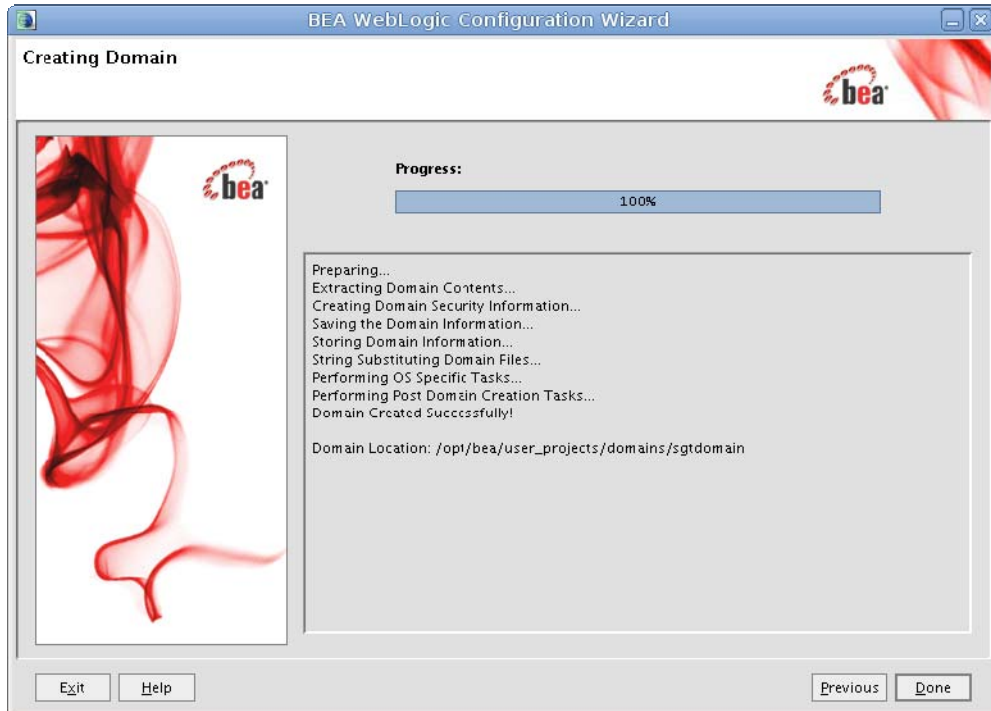 BEA WebLogic Configuration Wizard
Creating Domain
bea
bea
Progress:
100%
Preparing...
Extracting Domain Contents...
Creating Domain Security Information...
Saving the Domain Information...
Storing Domain Information...
String Substituting Domain Files...
Performing OS Specific Tasks...
Performing Post Domain Creation Tasks...
Domain Created Successfully!
Domain Location: /opt/bea/user_projects/domains/sgtdomain
Exit Help Previous Done